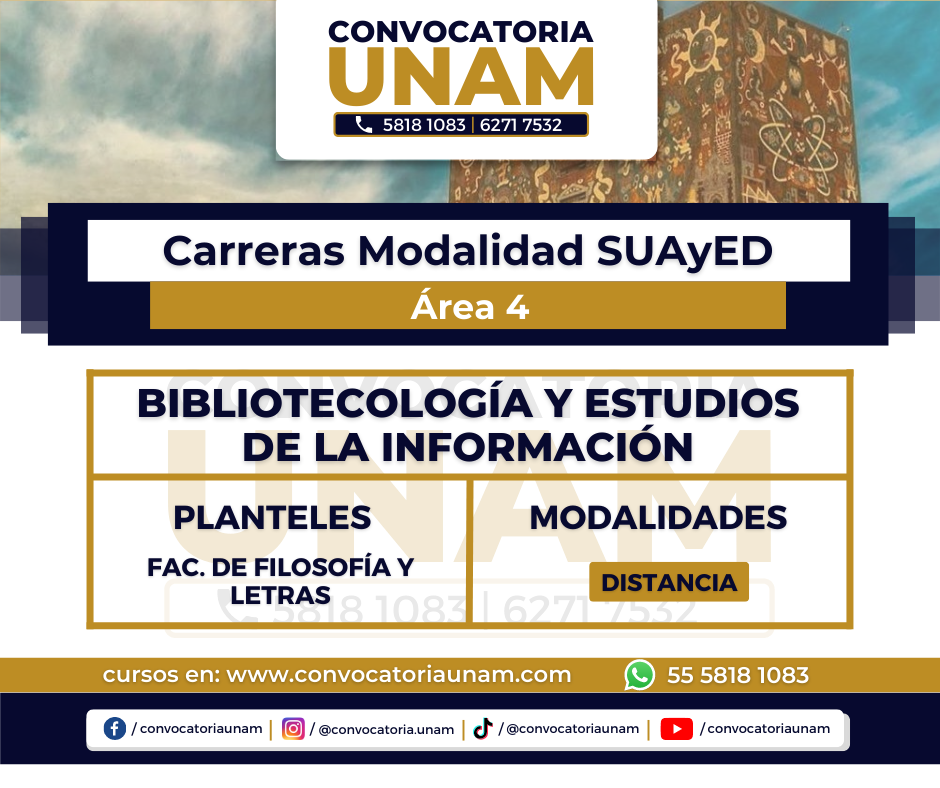 CONVOCATORIA
UNAM
5818 1083 | 6271 7532
Carreras Modalidad SUAyED
Área 4
CONVOCATORIA
UNAM
5818 1083 | 6271 7532
BIBLIOTECOLOGÍA Y ESTUDIOS
DE LA INFORMACIÓN
PLANTELES
MODALIDADES
FAC. DE FILOSOFÍA Y
LETRAS
DISTANCIA
cursos en: www.convocatoriaunam.com
55 5818 1083
/ convocatoriaunam | / @convocatoria.unam | / @convocatoriaunam | / convocatoriaunam